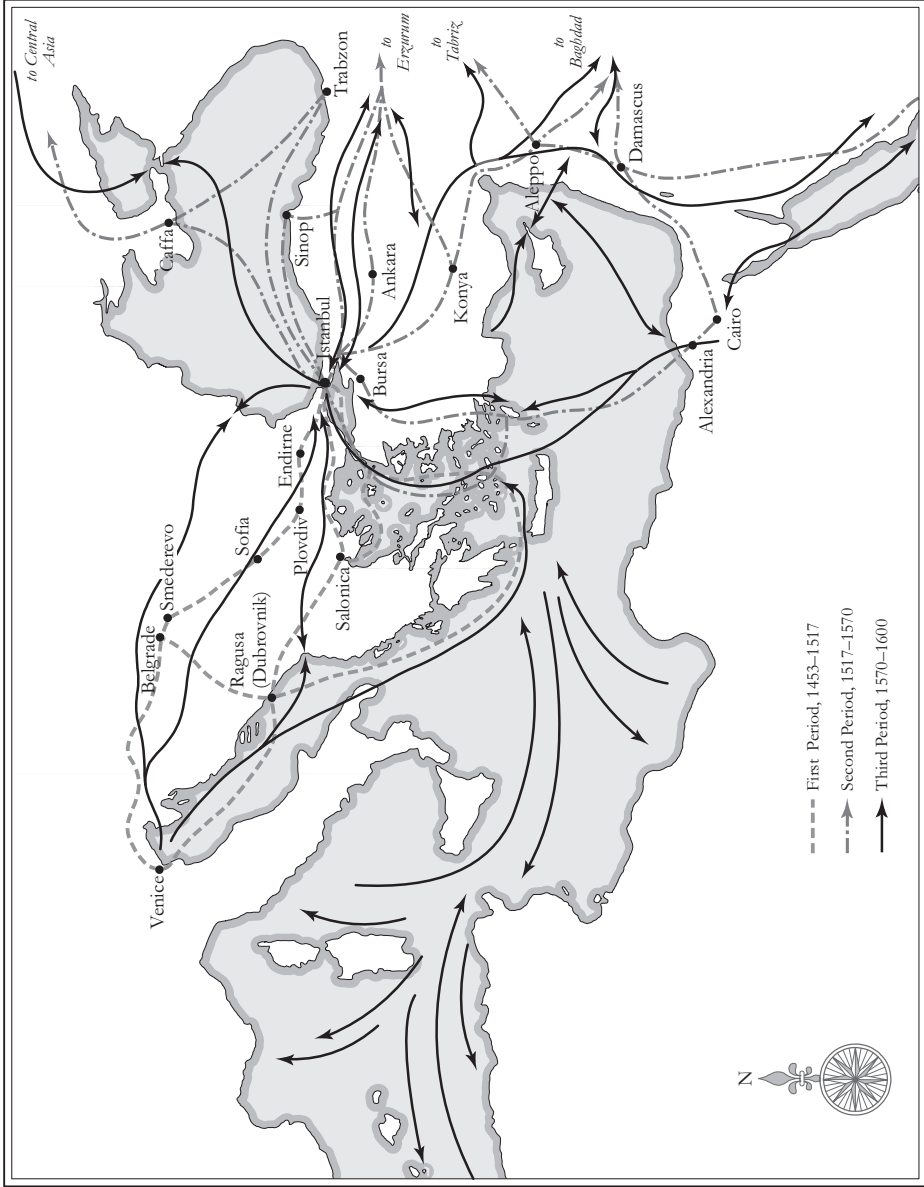 to Central
Asia
Caffa
Trabzon
Sinop
to
Erzurum
to
Tabriz
to
Baghdad
Istanbul
Ankara
Konya
Bursa
Aleppo
Damascus
Cairo
Alexandria
Venice
Belgrade
Smederevo
Sofia
Endirne
Plovdiv
Ragusa
(Dubrovnik)
Salonica
First Period, 1453–1517
Second Period, 1517–1570
Third Period, 1570–1600
N